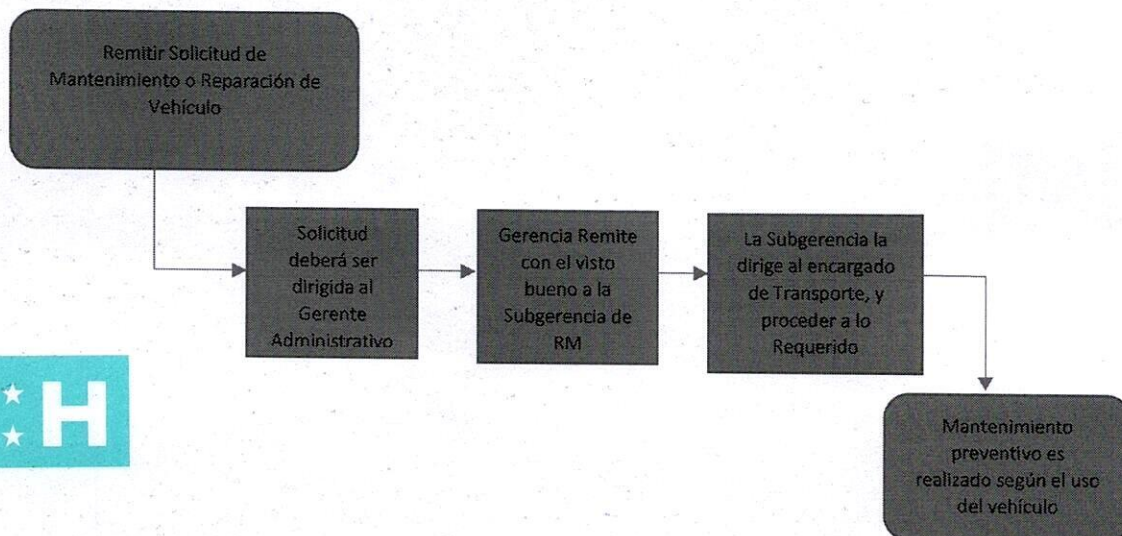 Remitir Solicitud de
Mantenimiento o Reparación de
Vehículo
Solicitud
deberá ser
dirigida al
Gerente
Administrativo
Gerencia Remite
con el visto
bueno a la
Subgerencia de
RM
La Subgerencia la
dirige al encargado
de Transporte, y
proceder a lo
Requerido
H
Mantenimiento
preventivo es
realizado según el uso
del vehículo